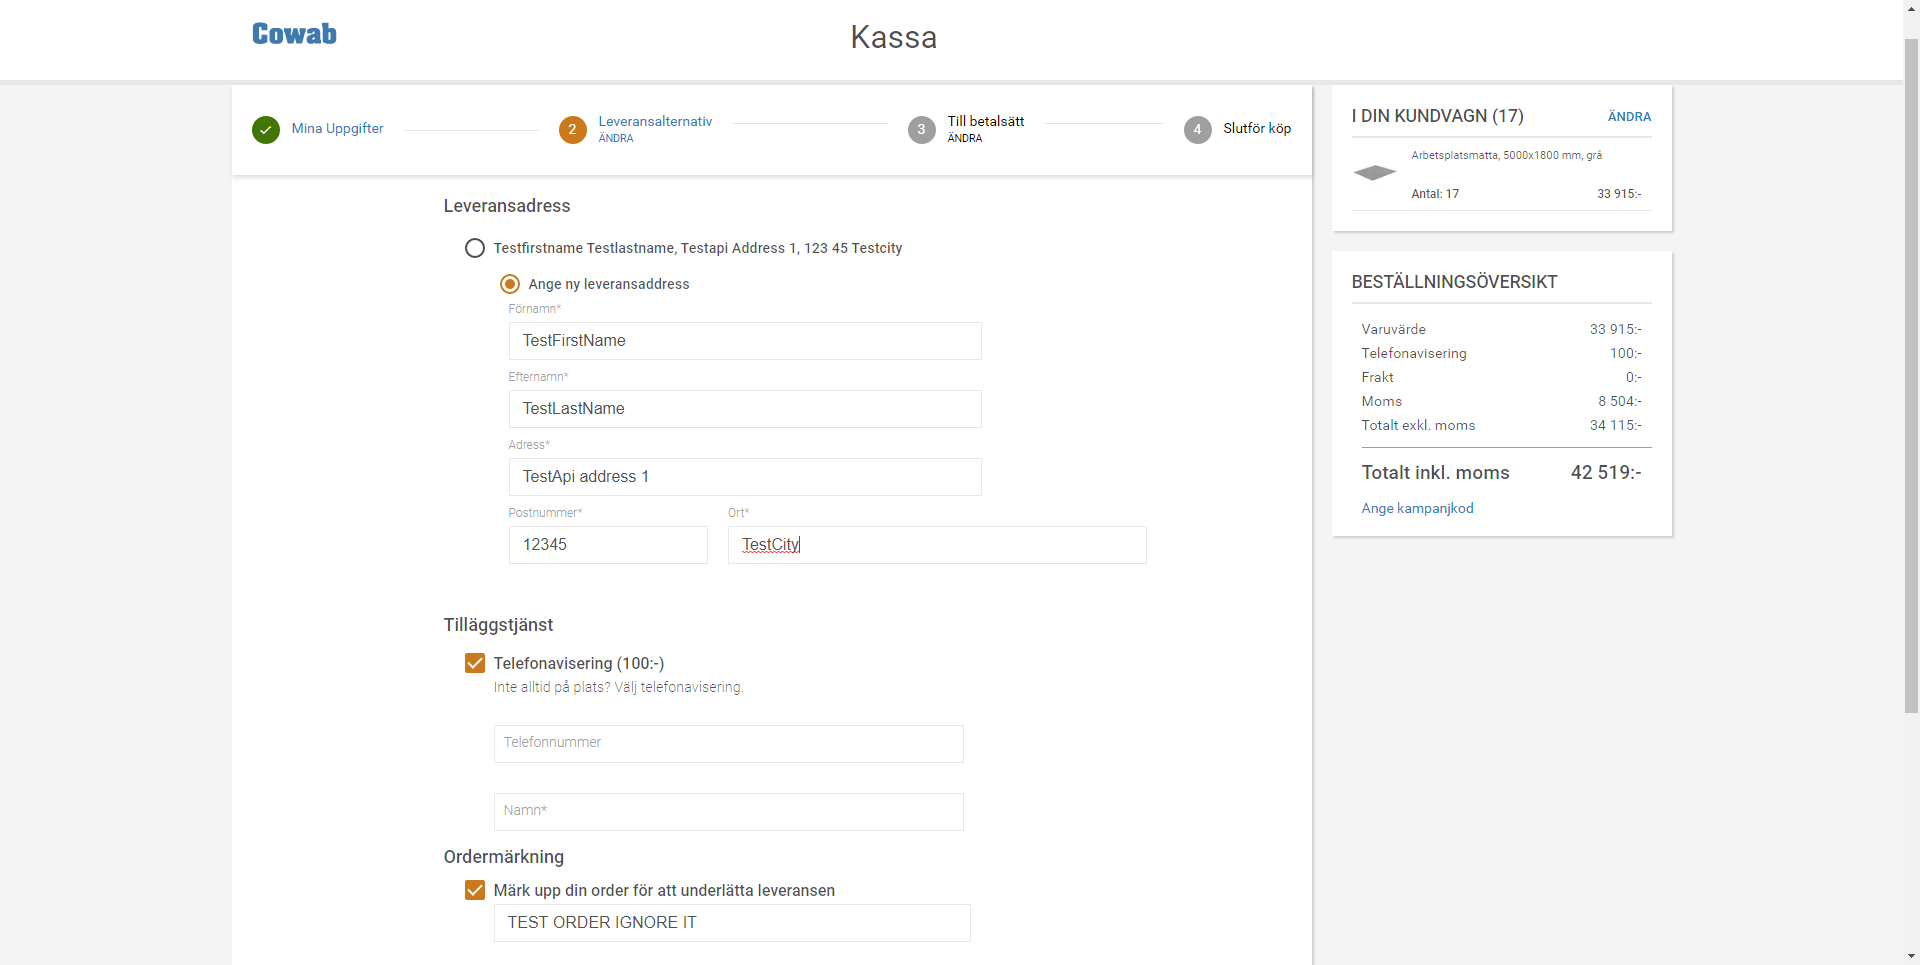 Cowab
Kassa
Mina Uppgifter
2
Leveransalternativ
ÄNDRA
3
Till betalsätt
ÄNDRA
4
Slutför köp
Leveransadress
Testfirstname Testlastname, Testapi Address 1, 123 45 Testcity
Ange ny leveransaddress
Förnamn*
TestFirstName
Efternamn*
TestLastName
Adress*
TestApi address 1
Postnummer* Ort*
12345 TestCity
Tilläggstjänst
Telefonavisering (100:-)
Inte alltid på plats? Välj telefonavisering.
Telefonnummer
Namn*
Ordermärkning
Märk upp din order för att underlätta leveransen
TEST ORDER IGNORE IT
I DIN KUNDVAGN (17) ÄNDRA
Arbetsplatsmatta, 5000x1800 mm, grå
Antal: 17 33 915:-
BESTÄLLNINGSÖVERSIKT
Varuvärde 33 915:-
Telefonavisering 100:-
Frakt 0:-
Moms 8 504:-
Totalt exkl. moms 34 115:-
Totalt inkl. moms 42 519:-
Ange kampanjkod